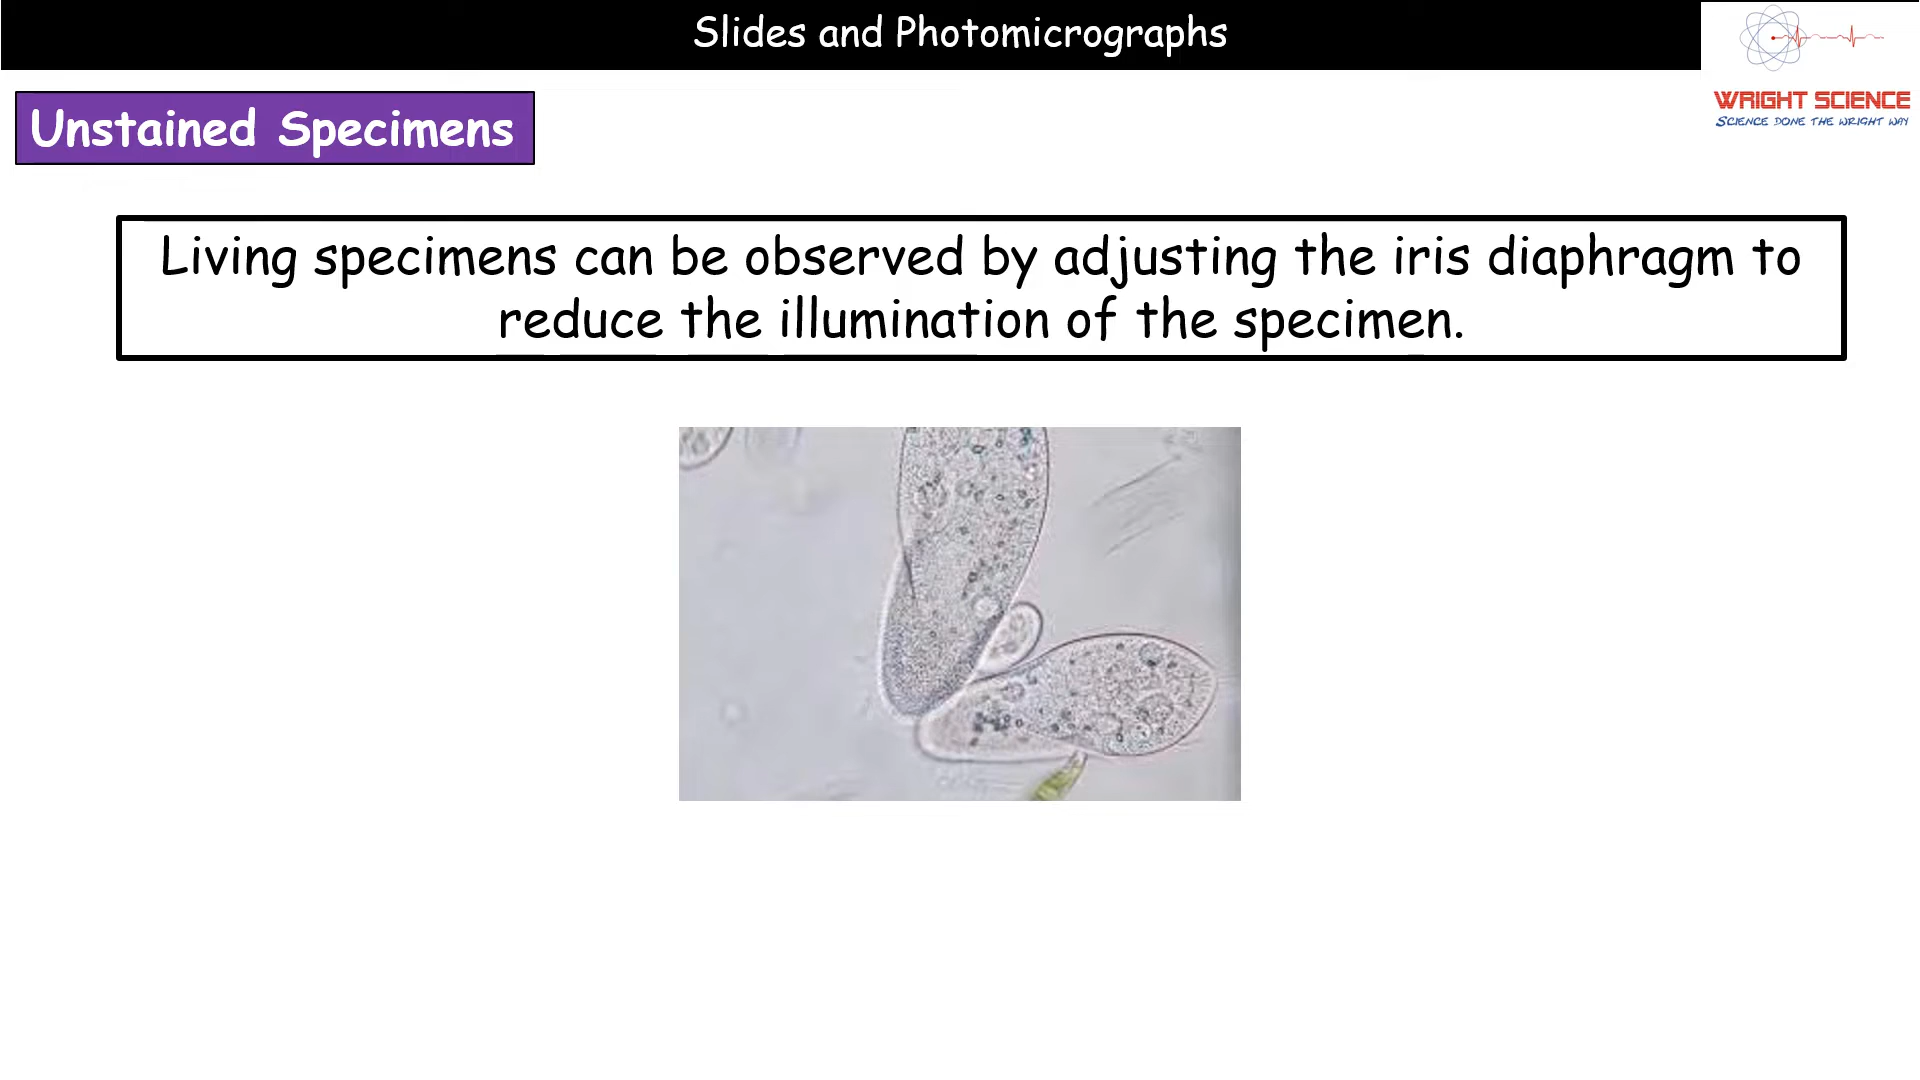 Slides and Photomicrographs
WRIGHT SCIENCE
SCIENCE DONE THE WRIGHT WAY
Unstained Specimens
Living specimens can be observed by adjusting the iris diaphragm to
reduce the illumination of the specimen.